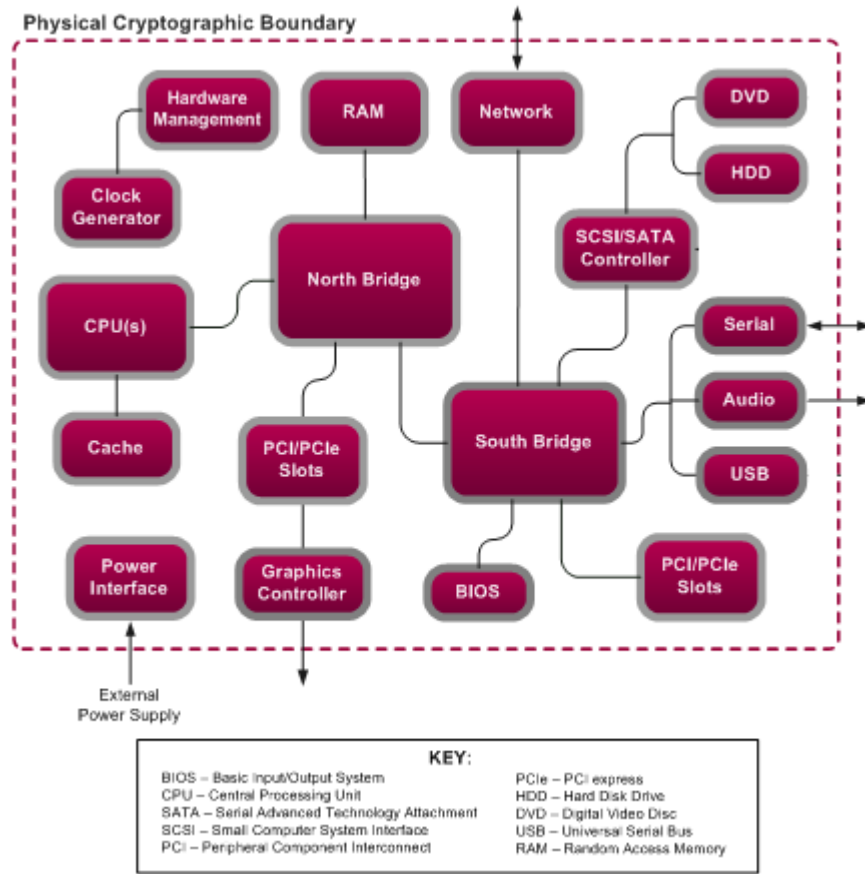 Physical Cryptographic Boundary
Hardware
Management
RAM
Network
DVD
HDD
Clock
Generator
SCSI/SATA
Controller
North Bridge
CPU(s)
Serial
Audio
Cache
PCI/PCIe
Slots
South Bridge
USB
Power
Interface
Graphics
Controller
BIOS
PCI/PCIe
Slots
External
Power Supply
KEY:
BIOS – Basic Input/Output System
CPU – Central Processing Unit
SATA – Serial Advanced Technology Attachment
SCSI – Small Computer System Interface
PCI – Peripheral Component Interconnect
PCIe – PCI express
HDD – Hard Disk Drive
DVD – Digital Video Disc
USB – Universal Serial Bus
RAM – Random Access Memory